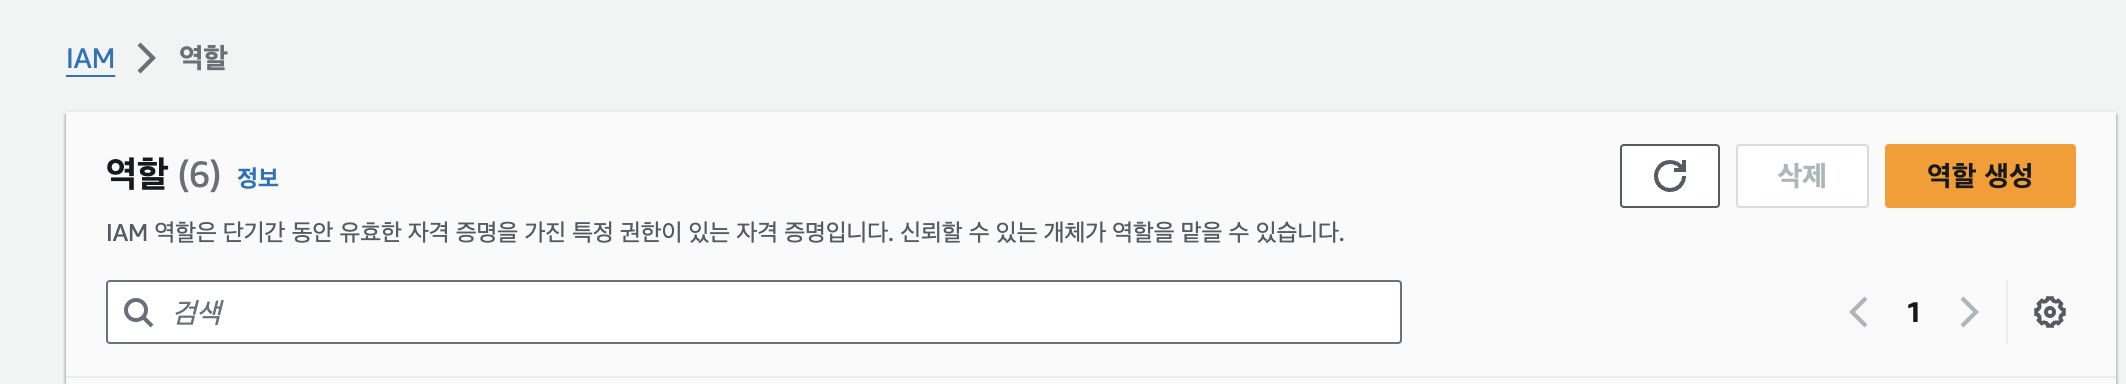 IAM > 역할
역할 (6) 정보
삭제
역할 생성
IAM 역할은 단기간 동안 유효한 자격 증명을 가진 특정 권한이 있는 자격 증명입니다. 신뢰할 수 있는 개체가 역할을 맡을 수 있습니다.
검색
1